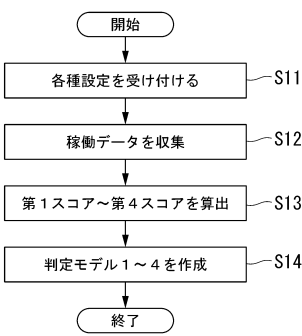 開始
各種設定を受け付ける
S11
稼働データを収集
S12
第１スコア～第４スコアを算出
S13
判定モデル１～４を作成
S14
終了